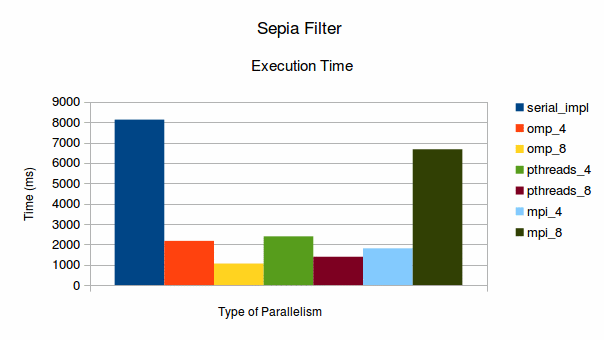 Sepia Filter
Execution Time
9000
8000
7000
6000
5000
4000
3000
2000
1000
0
Time (ms)
Type of Parallelism
serial_impl
omp_4
omp_8
pthreads_4
pthreads_8
mpi_4
mpi_8